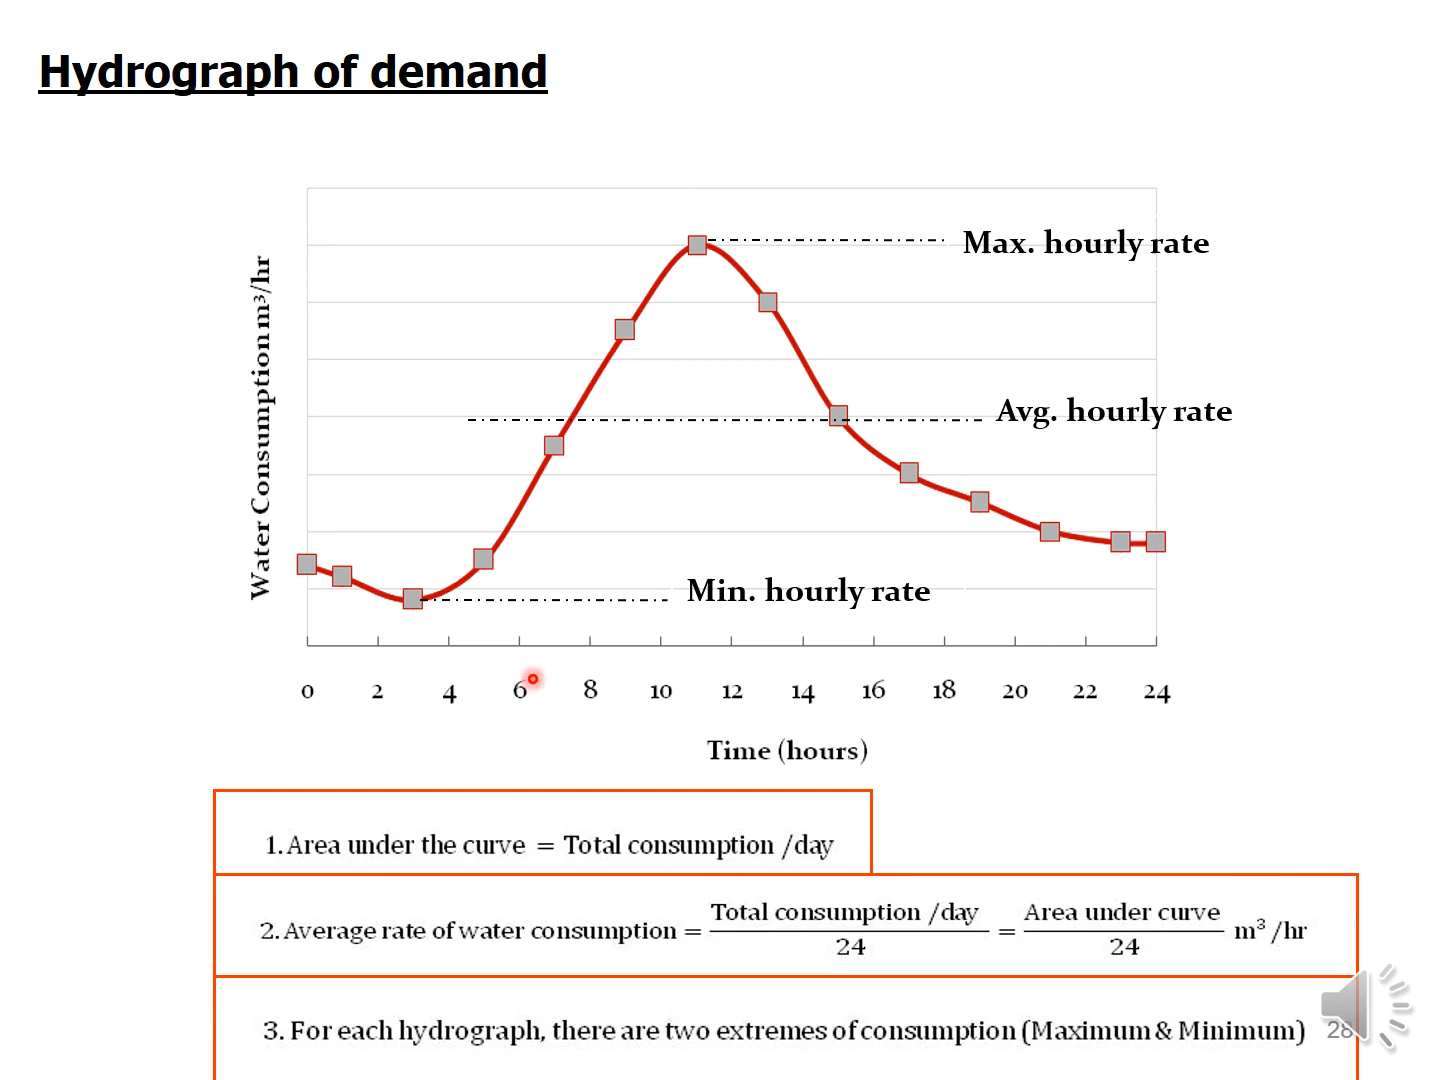 Hydrograph of demand
Water Consumption m³/hr
Max. hourly rate
Avg. hourly rate
Min. hourly rate
0 2 4 6 8 10 12 14 16 18 20 22 24
Time (hours)
1. Area under the curve = Total consumption /day
2. Average rate of water consumption = Total consumption /day / 24 = Area under curve / 24 m³/hr
3. For each hydrograph, there are two extremes of consumption (Maximum & Minimum)
28